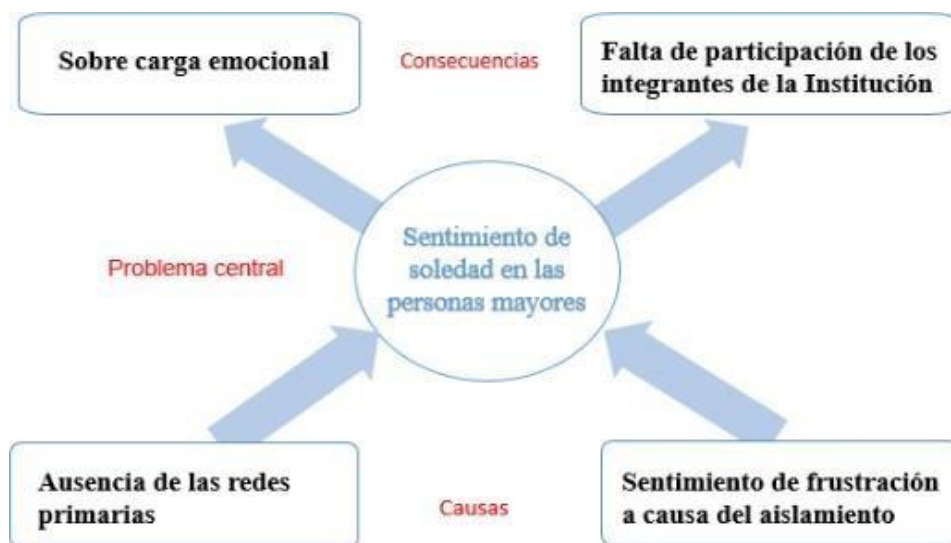 Sobre carga emocional
Consecuencias
Falta de participación de los
integrantes de la Institución
Sentimiento de
soledad en las
personas mayores
Problema central
Ausencia de las redes
primarias
Causas
Sentimiento de frustración
a causa del aislamiento